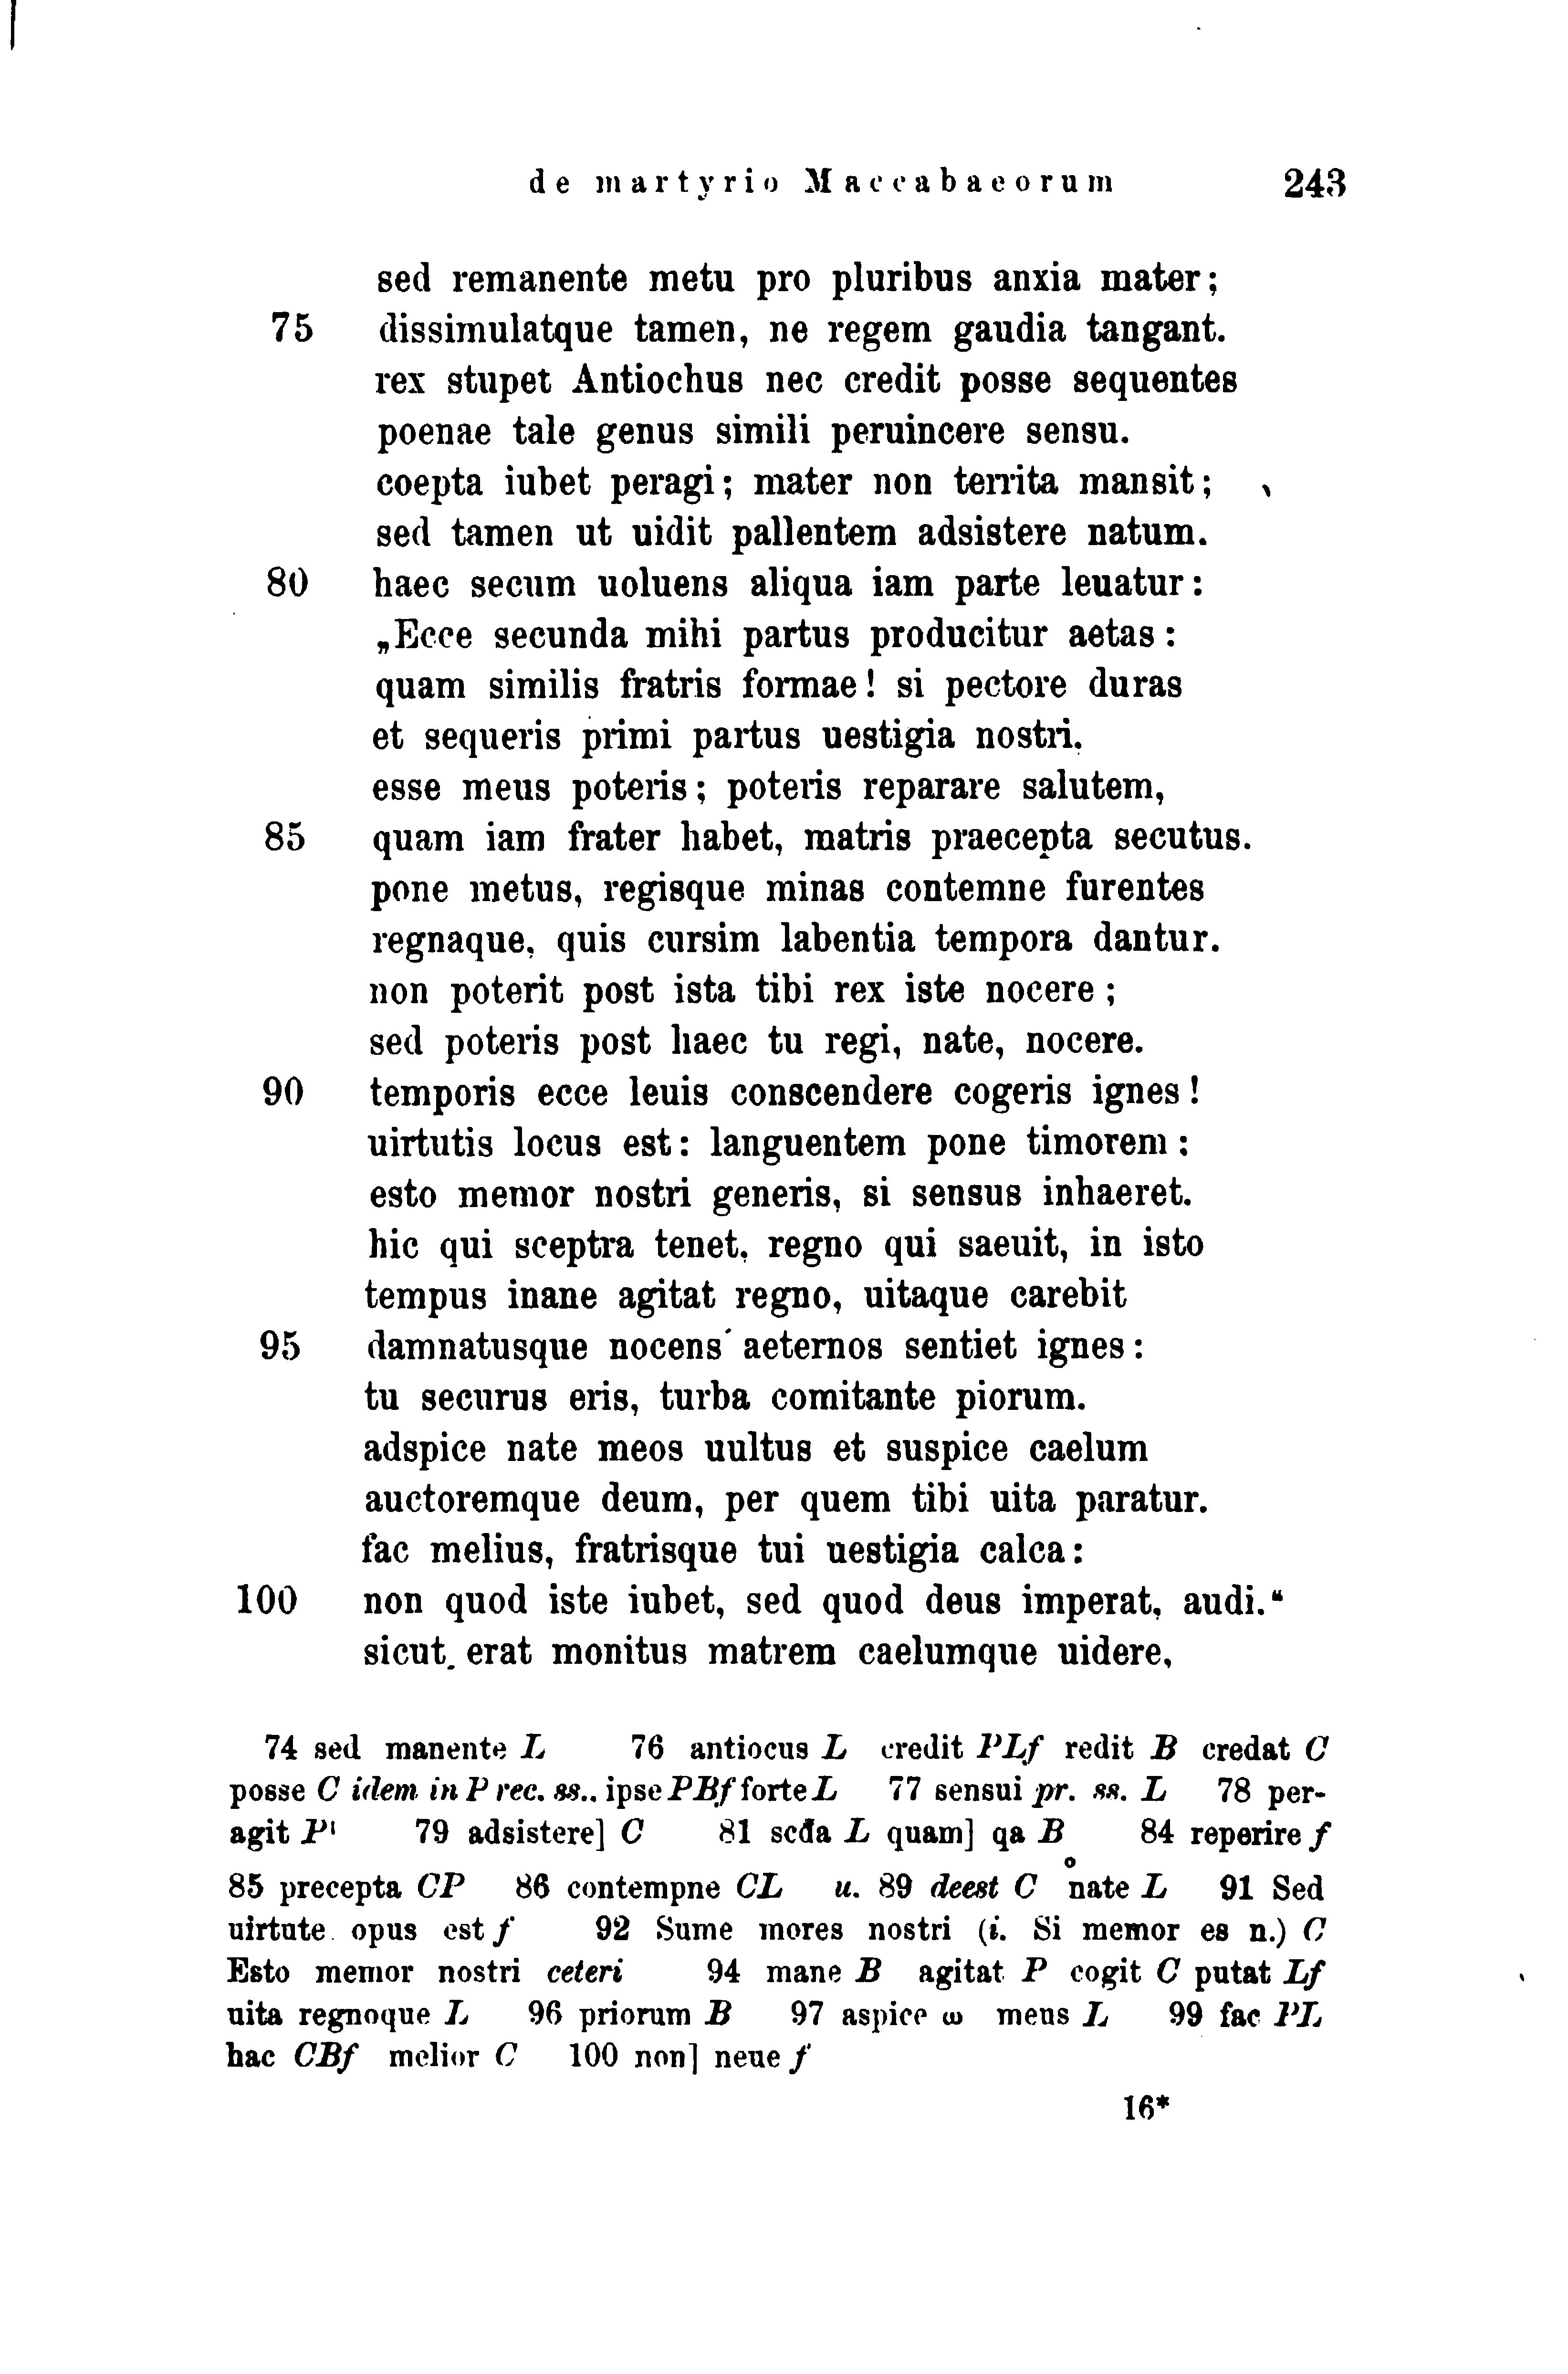 de martyrio Maccabaeorum 243
sed remanente metu pro pluribus anxia mater;
75 dissimulatque tamen, ne regem gaudia tangant.
rex stupet Antiochus nec credit posse sequentes
poenae tale genus simili peruincere sensu.
coepta iubet peragi; mater non territa mansit;
sed tamen ut uidit pallentem adsistere natum.
80 haec secum uoluens aliqua iam parte leuatur:
„Ecce secunda mihi partus producitur aetas:
quam similis fratris formae! si pectore duras
et sequeris primi partus uestigia nostri.
esse meus poteris; poteris reparare salutem,
85 quam iam frater habet, matris praecepta secutus.
pone metus, regisque minas contemne furentes
regnaque, quis cursim labentia tempora dantur.
non poterit post ista tibi rex iste nocere;
sed poteris post haec tu regi, nate, nocere.
90 temporis ecce leuis conscendere cogeris ignes!
uirtutis locus est: languentem pone timorem:
esto memor nostri generis, si sensus inhaeret.
hic qui sceptra tenet, regno qui saeuit, in isto
tempus inane agitat regno, uitaque carebit
95 damnatusque nocens aeternos sentiet ignes:
tu securus eris, turba comitante piorum.
adspice nate meos uultus et suspice caelum
auctoremque deum, per quem tibi uita paratur.
fac melius, fratrisque tui uestigia calca:
100 non quod iste iubet, sed quod deus imperat, audi.“
sicut erat monitus matrem caelumque uidere,
74 sed manente L 76 antiocus L credit PLf redit B credat C
posse C idem in P rec. ss., ipse PBf forte L 77 sensui pr. ss. L 78 per-
agit P¹ 79 adsistere] C 81 scda L quam] qa B 84 reperire f
85 precepta CP 86 contempne CL u. 89 deest C nate L 91 Sed
uirtute opus est f 92 Sume mores nostri (i. Si memor es n.) C
Esto memor nostri ceteri 94 mane B agitat P cogit C putat Lf
uita regnoque L 96 priorum B 97 aspice ω meus L 99 fac PL
hac CBf melior C 100 non] neue f
16*